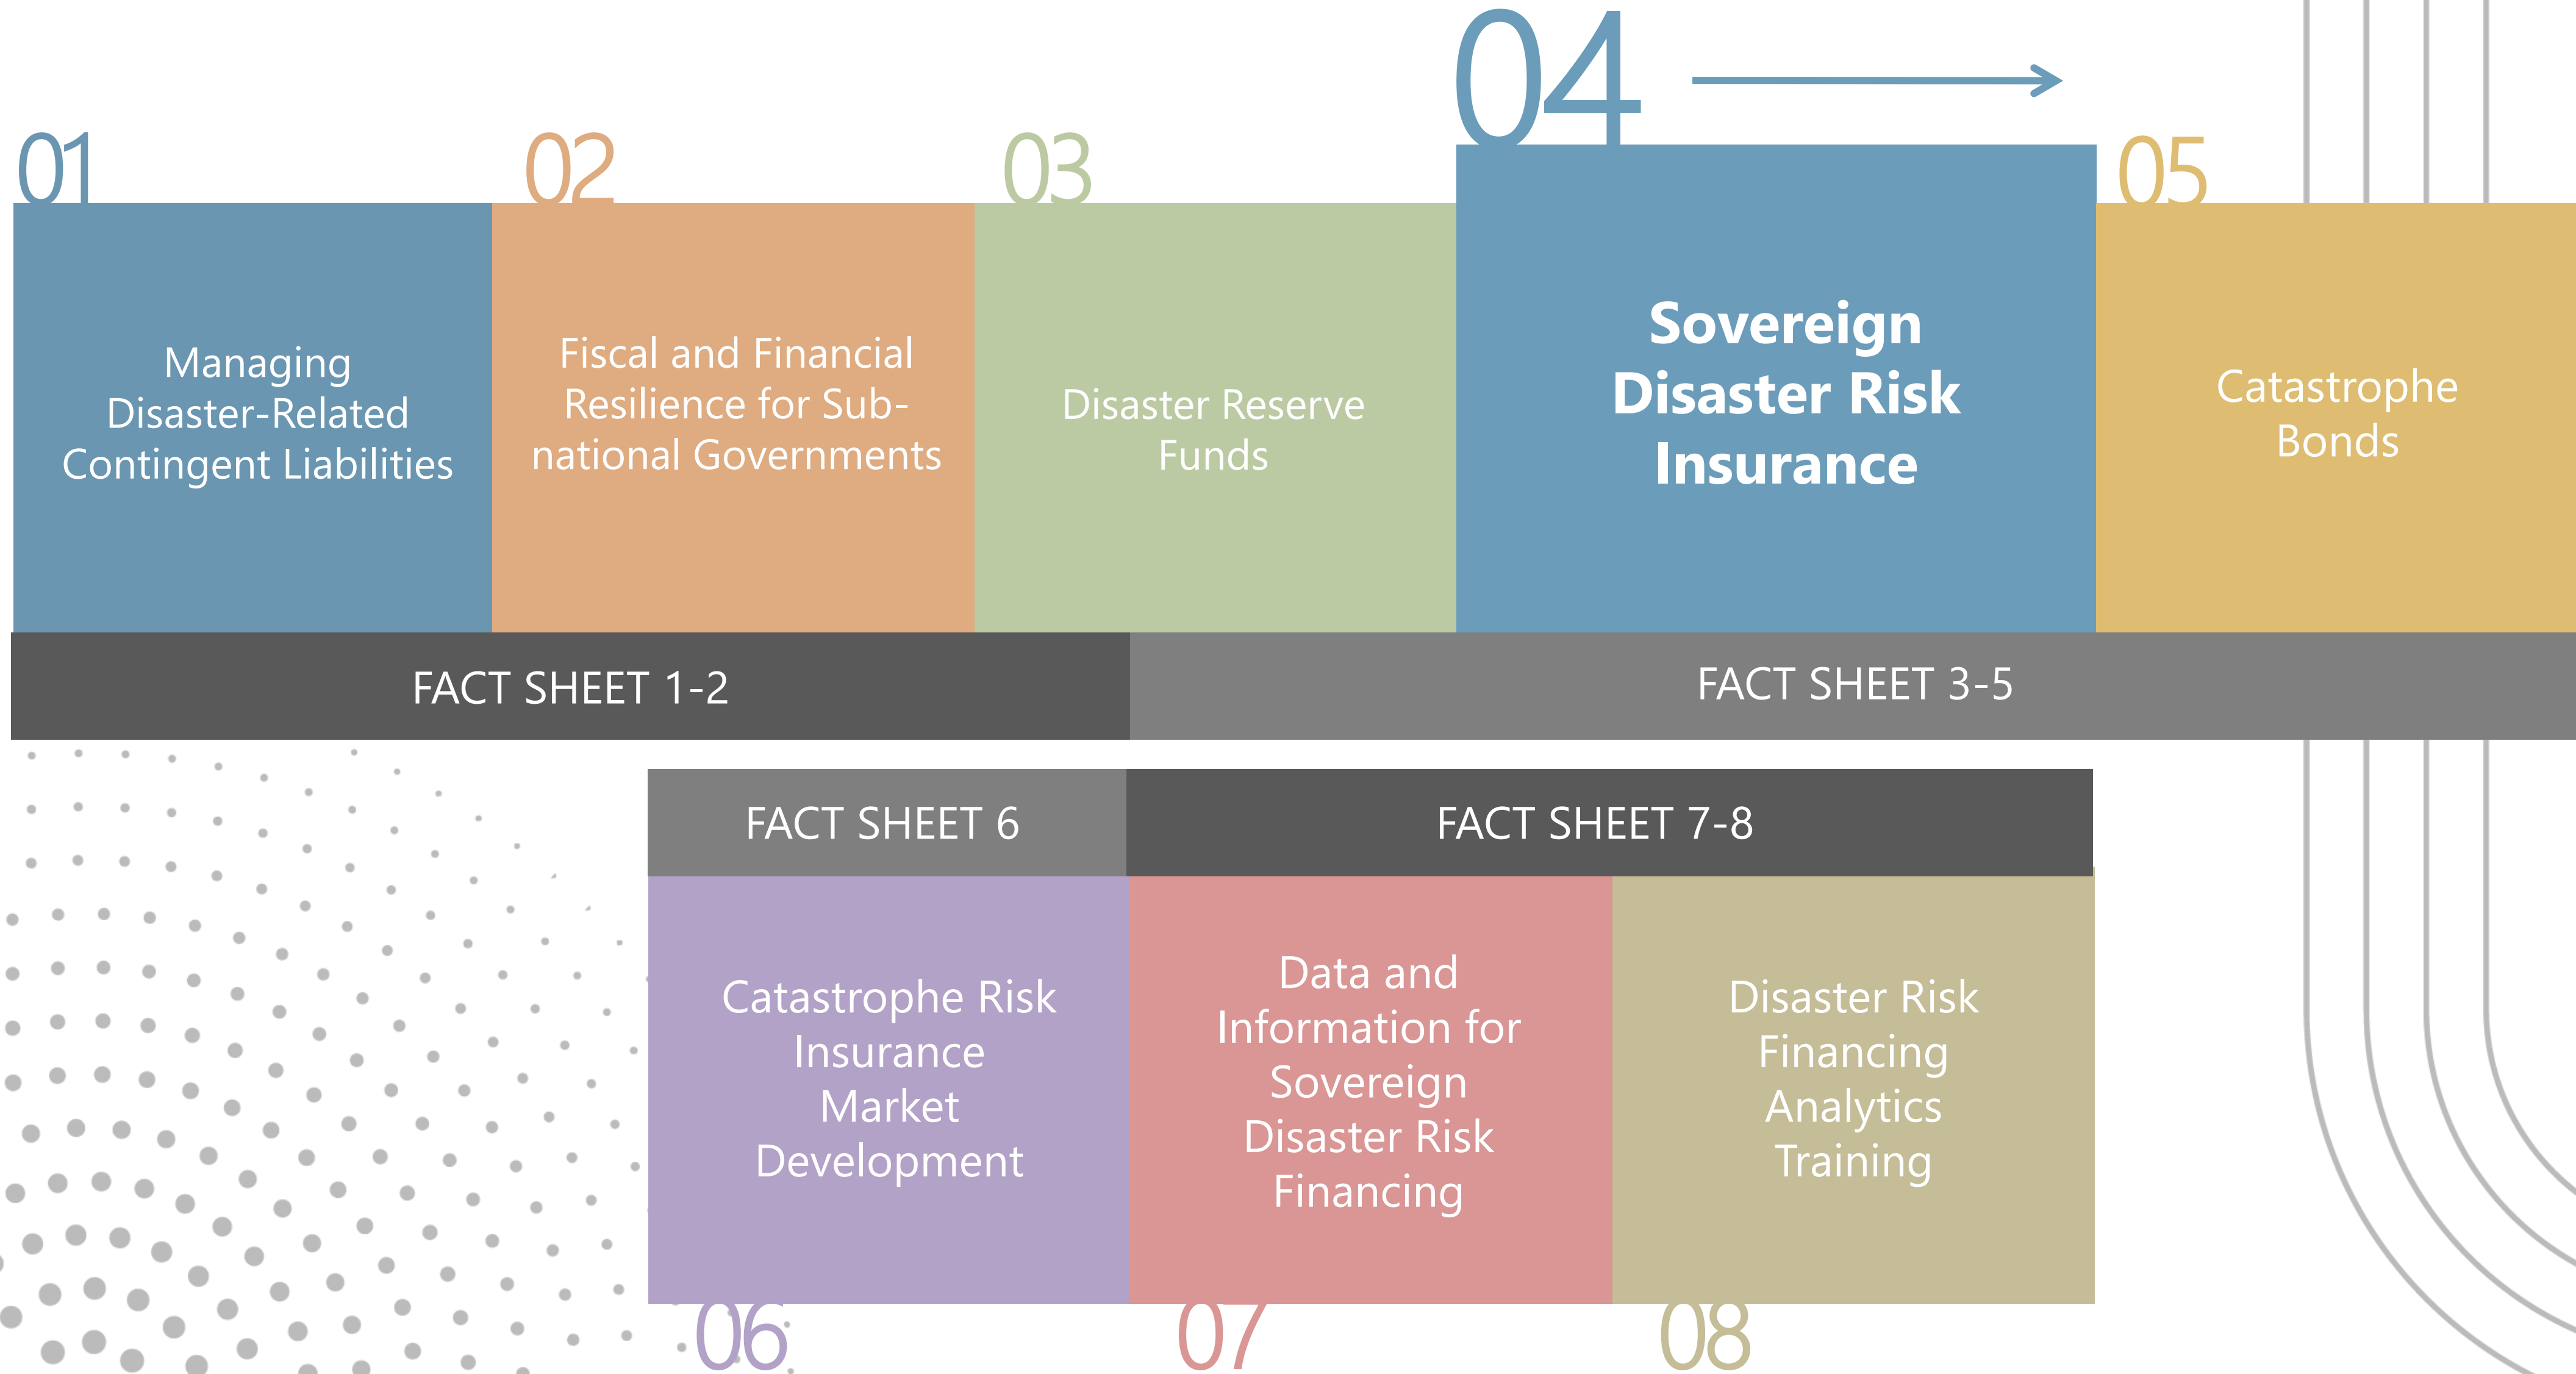 01
Managing
Disaster-Related
Contingent Liabilities
02
Fiscal and Financial
Resilience for Sub-
national Governments
03
Disaster Reserve
Funds
04
Sovereign
Disaster Risk
Insurance
05
Catastrophe
Bonds
FACT SHEET 1-2
FACT SHEET 3-5
FACT SHEET 6
FACT SHEET 7-8
Catastrophe Risk
Insurance
Market
Development
06
Data and
Information for
Sovereign
Disaster Risk
Financing
07
Disaster Risk
Financing
Analytics
Training
08